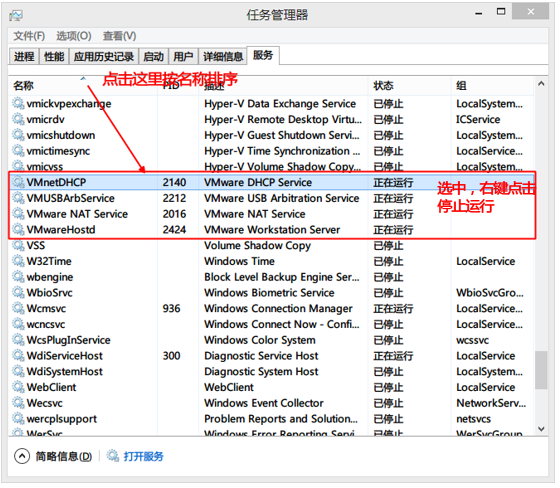 任务管理器
文件(F) 选项(O) 查看(V)
进程 性能 应用历史记录 启动 用户 详细信息 服务
点击这里按名称排序
名称 PID 描述 状态 组
vmickvpexchange Hyper-V Data Exchange Service 已停止 LocalSystem...
vmicrdv Hyper-V Remote Desktop Virtu... 已停止 ICService
vmicshutdown Hyper-V Guest Shutdown Servi... 已停止 LocalSystem...
vmictimesync Hyper-V Time Synchronization ... 已停止 LocalService
vmicvss Hyper-V Volume Shadow Copy... 已停止 LocalSystem...
VMnetDHCP 2140 VMware DHCP Service 正在运行
VMUSBArbService 2212 VMware USB Arbitration Service 正在运行
VMware NAT Service 2016 VMware NAT Service 正在运行
VMwareHostd 2424 VMware Workstation Server 正在运行
选中，右键点击
停止运行
VSS Volume Shadow Copy 已停止
W32Time Windows Time 已停止 LocalService
wbengine Block Level Backup Engine Ser... 已停止
WbioSrvc Windows Biometric Service 已停止 WbioSvcGro...
Wcmsvc 936 Windows Connection Manager 正在运行 LocalService...
wcncsvc Windows Connect Now - Confi... 已停止 LocalService...
WcsPlugInService Windows Color System 已停止 wcssvc
WdiServiceHost 300 Diagnostic Service Host 正在运行 LocalService
WdiSystemHost Diagnostic System Host 已停止 LocalSystem...
WebClient WebClient 已停止 LocalService
Wecsvc Windows Event Collector 已停止 NetworkServ...
wercplsupport Problem Reports and Solution... 已停止 netsvcs
WerSvc Windows Error Reporting Servi... 已停止 WerSvcGroup
简略信息(D) 打开服务